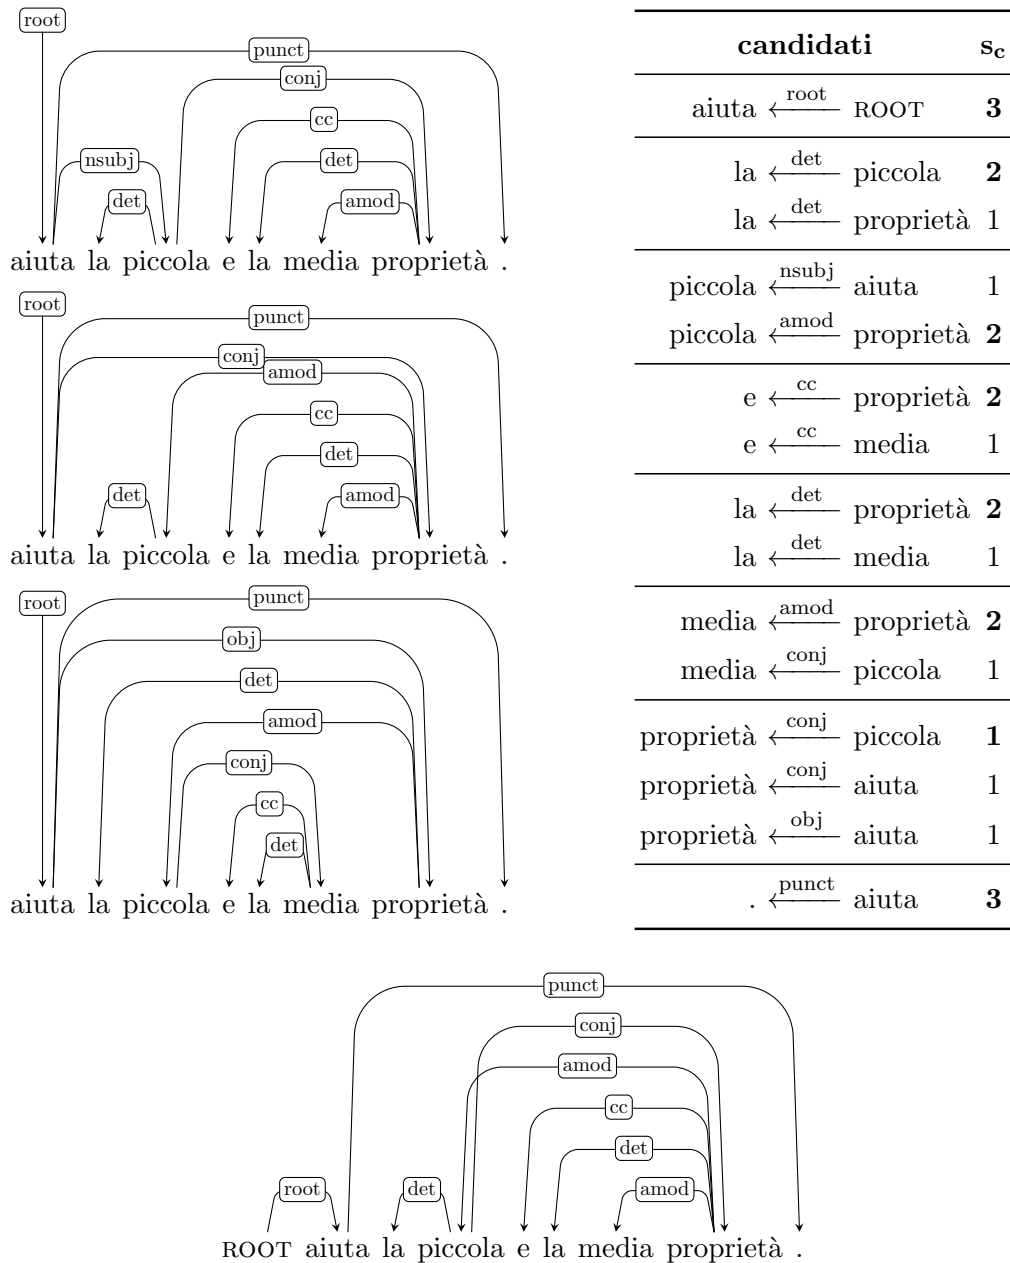 root
punct
conj
cc
nsubj det
det amod
aiuta la piccola e la media proprietà .
root
punct
conj
amod
cc
det
det amod
aiuta la piccola e la media proprietà .
root punct
obj
det
amod
conj
cc
det
aiuta la piccola e la media proprietà .
candidati s_c
aiuta ←root ROOT 3
la ←det piccola 2
la ←det proprietà 1
piccola ←nsubj aiuta 1
piccola ←amod proprietà 2
e ←cc proprietà 2
e ←cc media 1
la ←det proprietà 2
la ←det media 1
media ←amod proprietà 2
media ←conj piccola 1
proprietà ←conj piccola 1
proprietà ←conj aiuta 1
proprietà ←obj aiuta 1
. ←punct aiuta 3
punct
conj
amod
cc
det
root det amod
ROOT aiuta la piccola e la media proprietà .